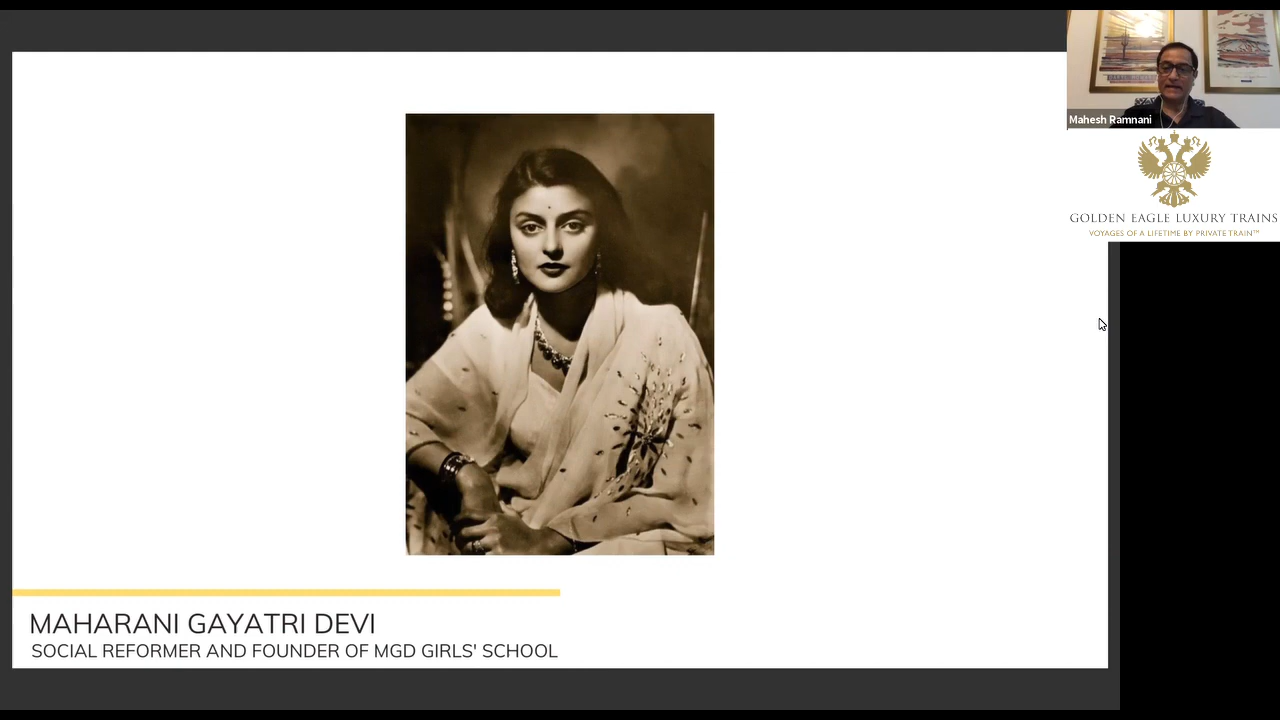 Mahesh Ramnani
GOLDEN EAGLE LUXURY TRAINS
VOYAGES OF A LIFETIME BY PRIVATE TRAIN™
MAHARANI GAYATRI DEVI
SOCIAL REFORMER AND FOUNDER OF MGD GIRLS' SCHOOL